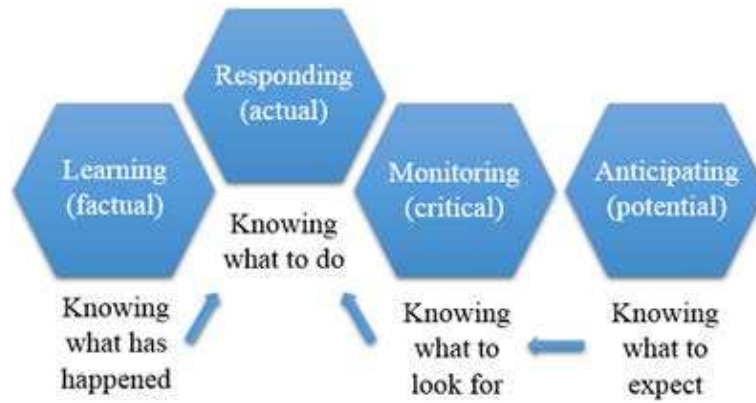 Responding
(actual)
Learning
(factual)
Monitoring
(critical)
Anticipating
(potential)
Knowing
what to do
Knowing
what has
happened
Knowing
what to
look for
Knowing
what to
expect